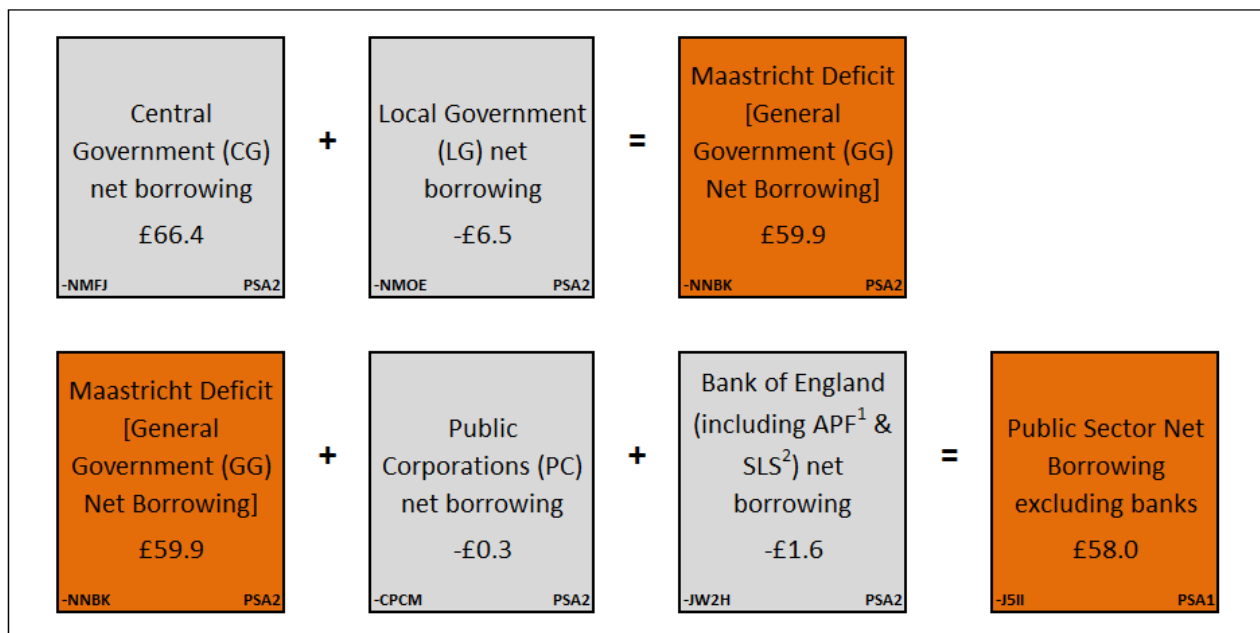 Central
Government (CG)
net borrowing
£66.4
-NMFJ PSA2
+
Local Government
(LG) net
borrowing
-£6.5
-NMOE PSA2
=
Maastricht Deficit
[General
Government (GG)
Net Borrowing]
£59.9
-NNBK PSA2
Maastricht Deficit
[General
Government (GG)
Net Borrowing]
£59.9
-NNBK PSA2
+
Public
Corporations (PC)
net borrowing
-£0.3
-CPCM PSA2
+
Bank of England
(including APF¹ &
SLS²) net
borrowing
-£1.6
-JW2H PSA2
=
Public Sector Net
Borrowing
excluding banks
£58.0
-J5II PSA1